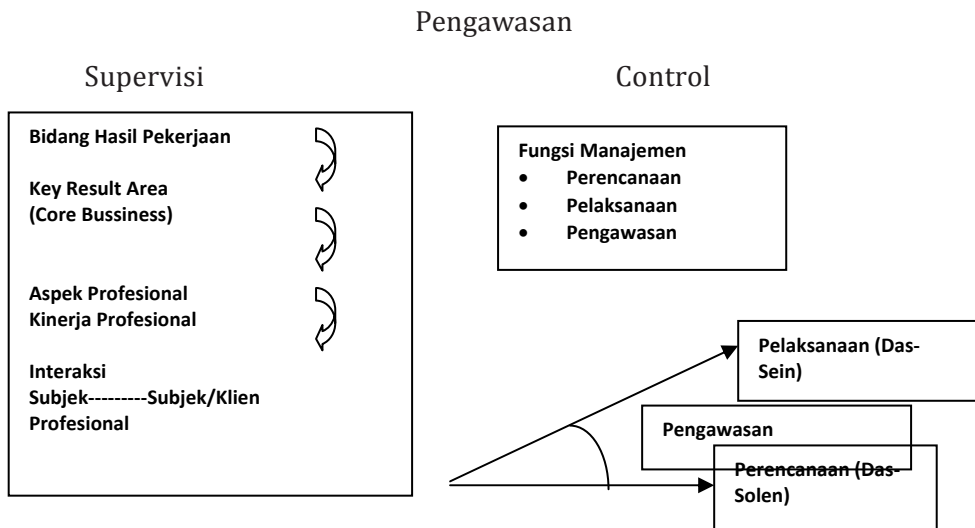 Pengawasan
Supervisi
Control
Bidang Hasil Pekerjaan
Key Result Area
(Core Bussiness)
Aspek Profesional
Kinerja Profesional
Interaksi
Subjek---------Subjek/Klien
Profesional
Fungsi Manajemen
• Perencanaan
• Pelaksanaan
• Pengawasan
Pelaksanaan (Das-
Sein)
Pengawasan
Perencanaan (Das-
Solen)